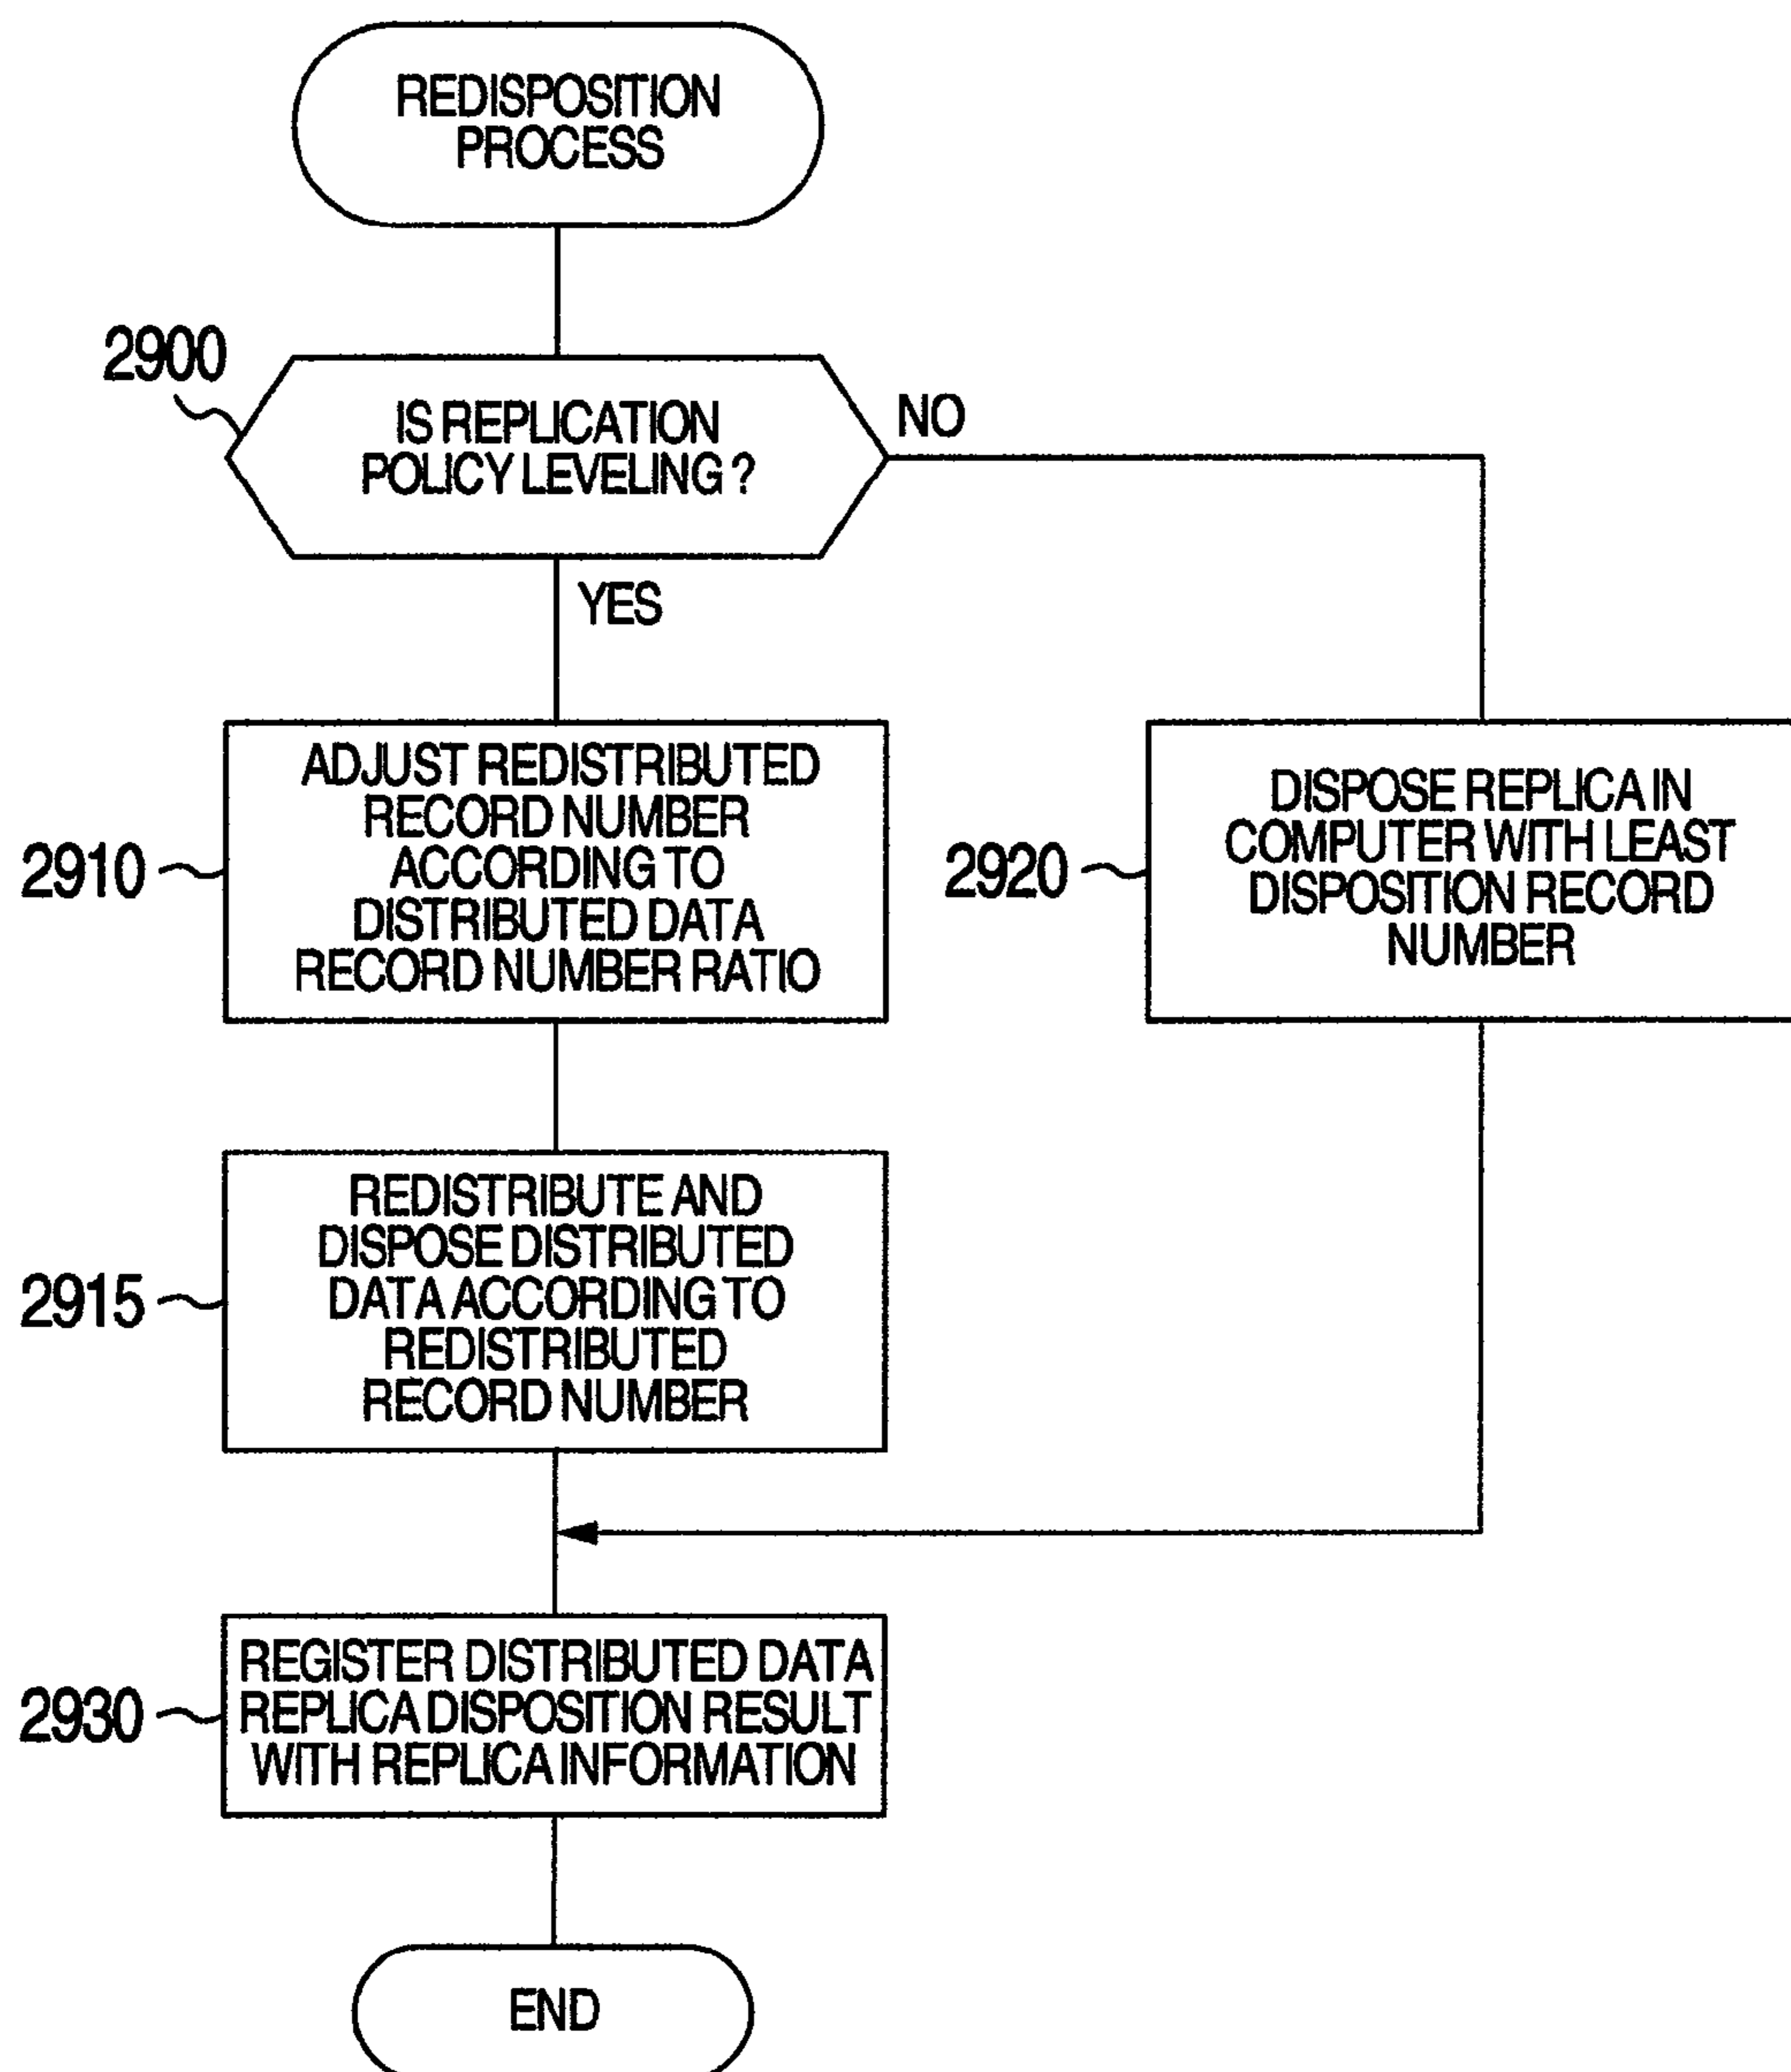 REDISPOSITION
PROCESS
2900
IS REPLICATION
POLICY LEVELING ?
NO
YES
2910
ADJUST REDISTRIBUTED
RECORD NUMBER
ACCORDING TO
DISTRIBUTED DATA
RECORD NUMBER RATIO
2920
DISPOSE REPLICA IN
COMPUTER WITH LEAST
DISPOSITION RECORD
NUMBER
2915
REDISTRIBUTE AND
DISPOSE DISTRIBUTED
DATA ACCORDING TO
REDISTRIBUTED
RECORD NUMBER
2930
REGISTER DISTRIBUTED DATA
REPLICA DISPOSITION RESULT
WITH REPLICA INFORMATION
END